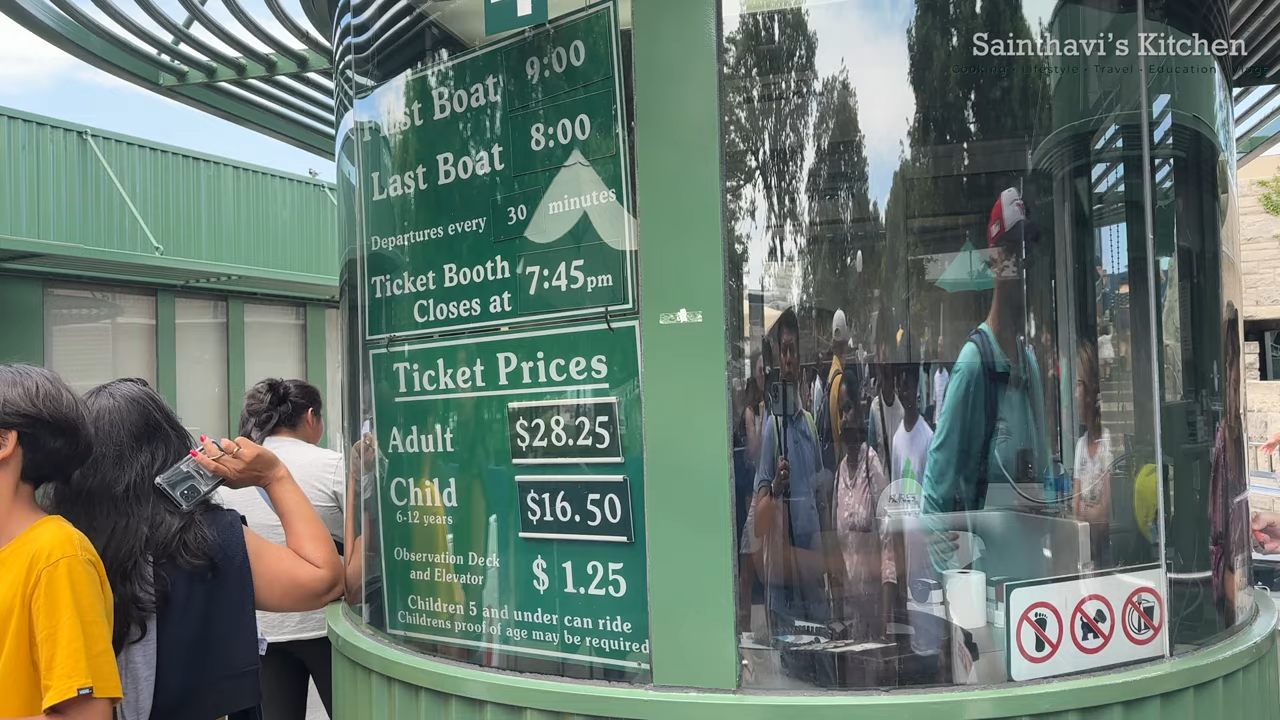 Sainthavi's Kitchen
First Boat 9:00
Last Boat 8:00
Departures every 30 minutes
Ticket Booth
Closes at 7:45pm
Ticket Prices
Adult $28.25
Child $16.50
6-12 years
Observation Deck
and Elevator $ 1.25
Children 5 and under can ride
Childrens proof of age may be required